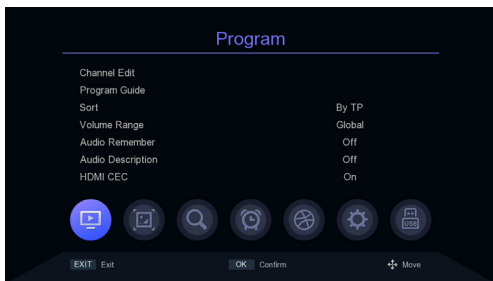 Program
Channel Edit
Program Guide
Sort By TP
Volume Range Global
Audio Remember Off
Audio Description Off
HDMI CEC On
USB
EXIT Exit OK Confirm Move